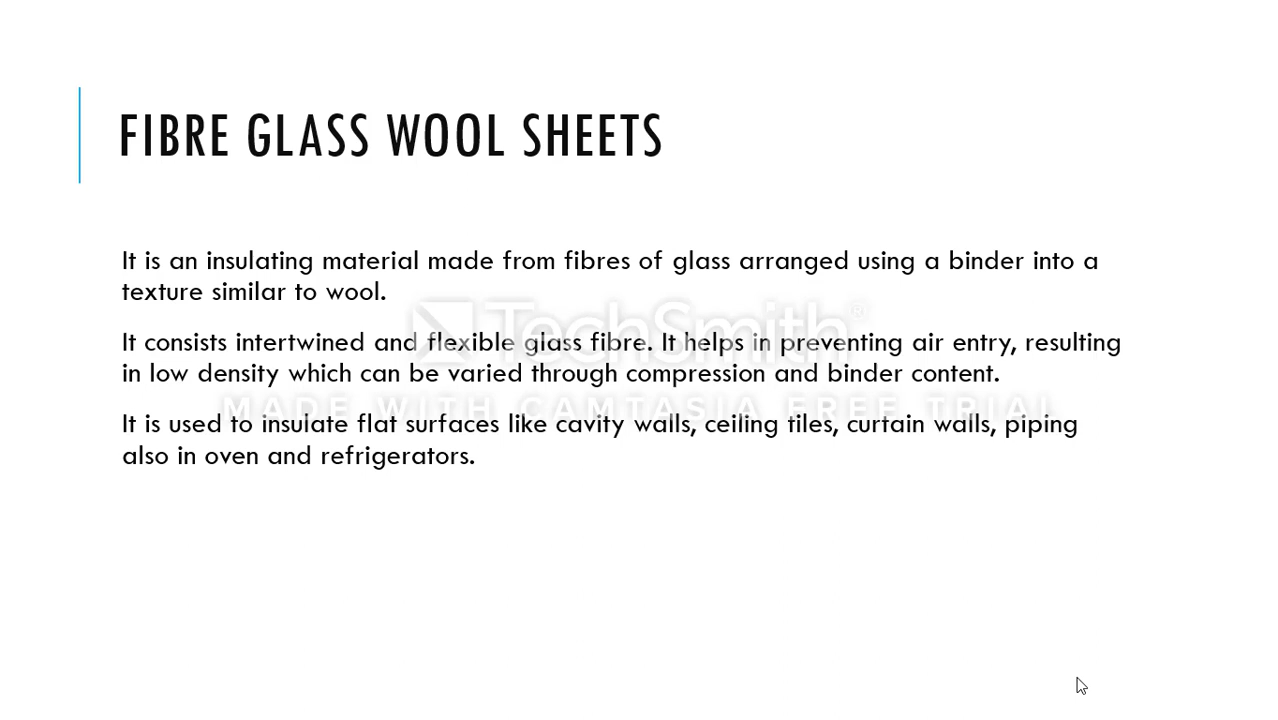 FIBRE GLASS WOOL SHEETS
It is an insulating material made from fibres of glass arranged using a binder into a
texture similar to wool.
TechSmith®
It consists intertwined and flexible glass fibre. It helps in preventing air entry, resulting
in low density which can be varied through compression and binder content.
MADE WITH CAMTASIA FREE TRIAL
It is used to insulate flat surfaces like cavity walls, ceiling tiles, curtain walls, piping
also in oven and refrigerators.